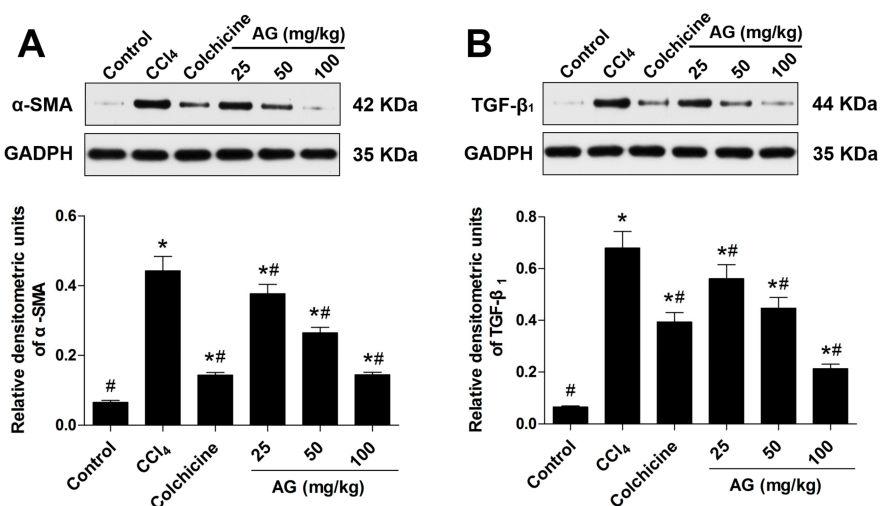 A
Control
CCl₄
Colchicine
AG (mg/kg)
25
50
100
α-SMA
42 KDa
GADPH
35 KDa
Relative densitometric units
of α -SMA
0.6
0.4
0.2
0.0
#
*
*#
*#
*#
*#
Control
CCl₄
Colchicine
25
50
100
AG (mg/kg)
B
Control
CCl₄
Colchicine
AG (mg/kg)
25
50
100
TGF-β₁
44 KDa
GADPH
35 KDa
Relative densitometric units
of TGF-β ₁
0.8
0.6
0.4
0.2
0.0
#
*
*#
*#
*#
*#
Control
CCl₄
Colchicine
25
50
100
AG (mg/kg)